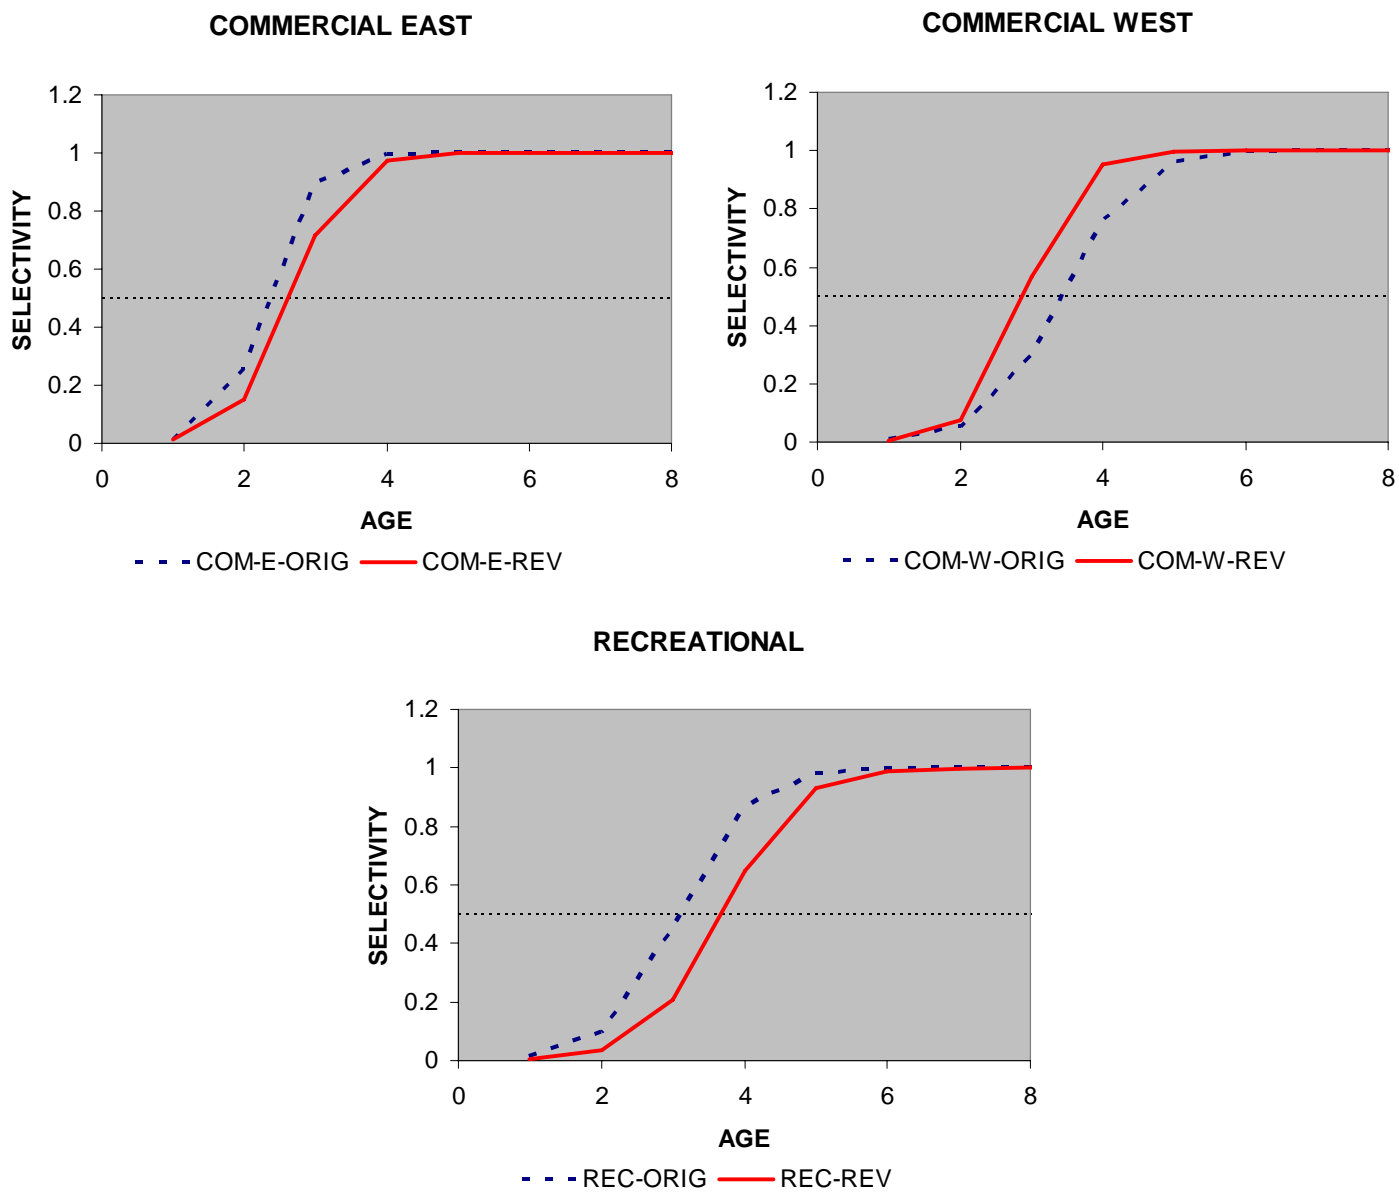 COMMERCIAL EAST
1.2
1
0.8
0.6
0.4
0.2
0
0 2 4 6 8
SELECTIVITY
AGE
COM-E-ORIG COM-E-REV
COMMERCIAL WEST
1.2
1
0.8
0.6
0.4
0.2
0
0 2 4 6 8
SELECTIVITY
AGE
COM-W-ORIG COM-W-REV
RECREATIONAL
1.2
1
0.8
0.6
0.4
0.2
0
0 2 4 6 8
SELECTIVITY
AGE
REC-ORIG REC-REV